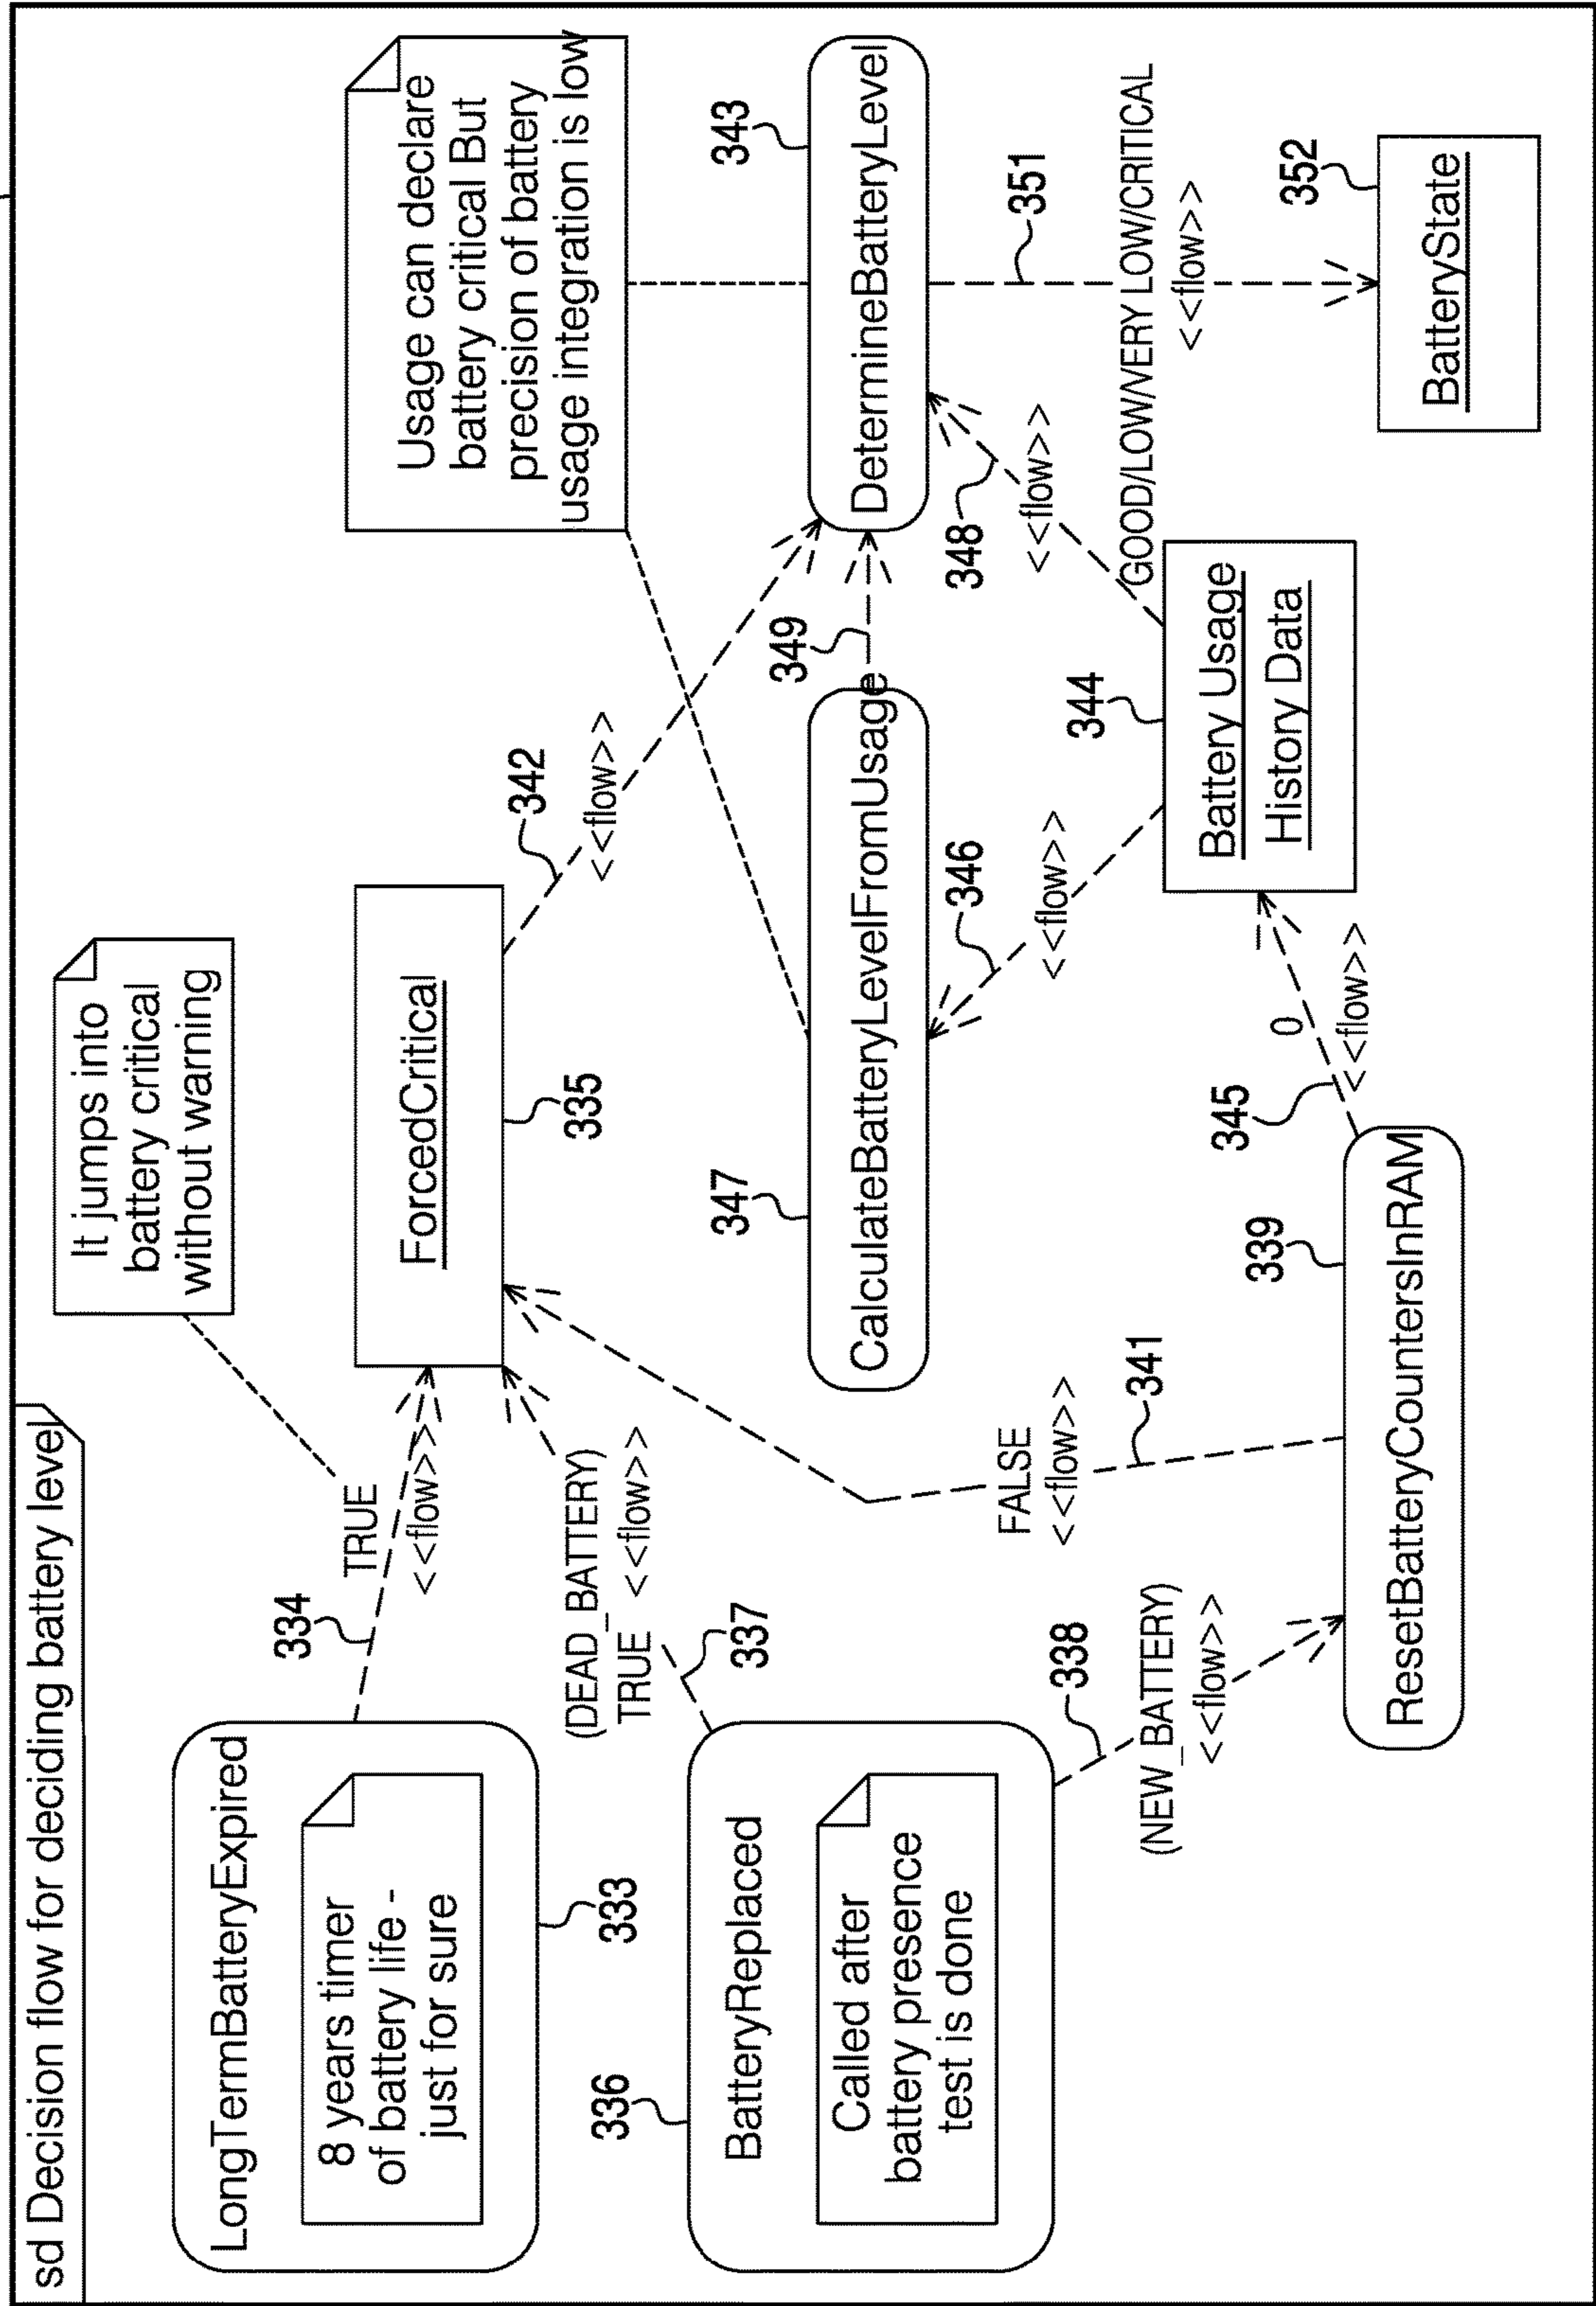 sd Decision flow for deciding battery level
LongTermBatteryExpired
8 years timer
of battery life -
just for sure
333
334
TRUE
<<flow>>
It jumps into
battery critical
without warning
ForcedCritical
335
BatteryReplaced
Called after
battery presence
test is done
336
(DEAD_BATTERY)
TRUE <<flow>>
337
338
(NEW_BATTERY)
<<flow>>
FALSE
<<flow>>
341
ResetBatteryCountersInRAM
339
342
<<flow>>
Usage can declare
battery critical But
precision of battery
usage integration is low
347
CalculateBatteryLevelFromUsage
349
343
DetermineBatteryLevel
345
0
<<flow>>
346
<<flow>>
344
Battery Usage
History Data
348
<<flow>>
351
GOOD/LOW/VERY LOW/CRITICAL
<<flow>>
352
BatteryState